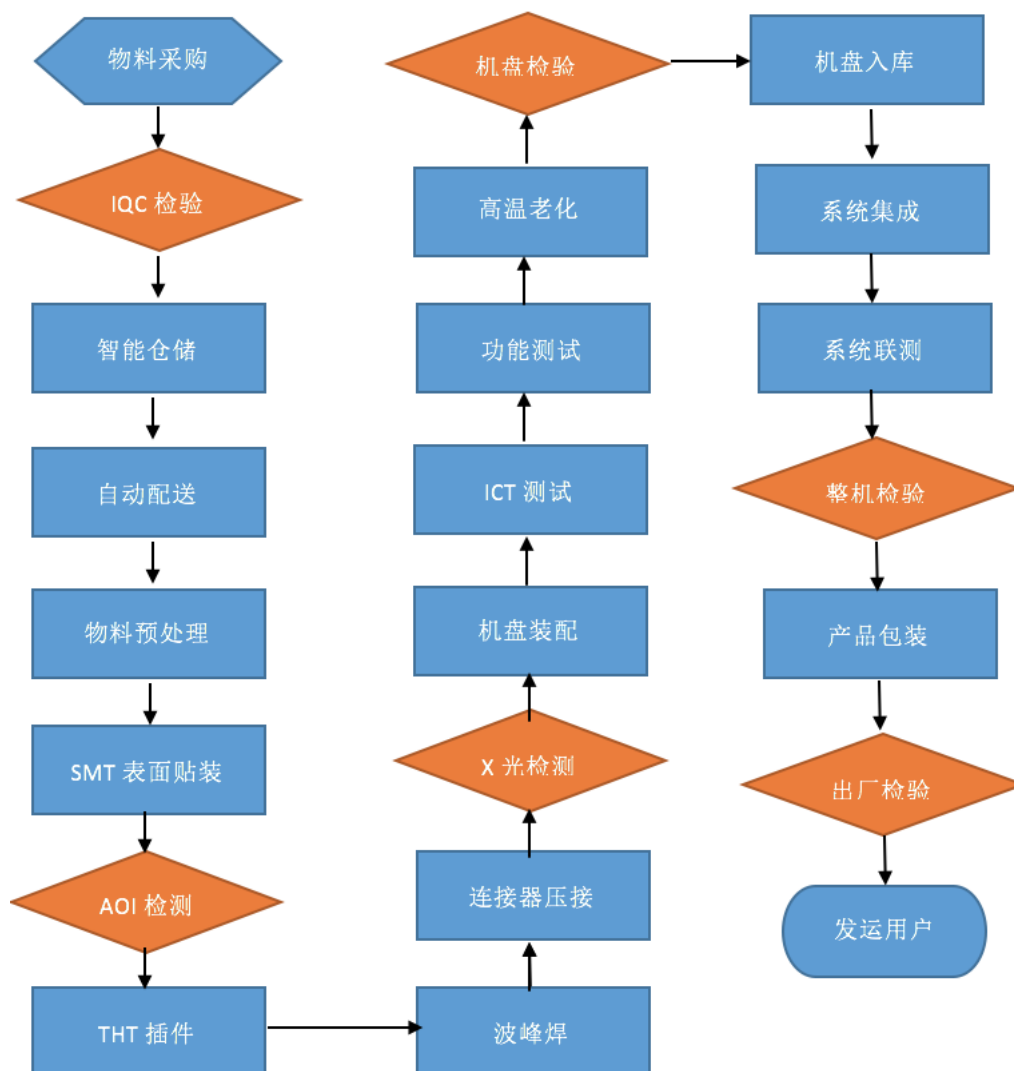 物料采购
IQC 检验
智能仓储
自动配送
物料预处理
SMT 表面贴装
AOI 检测
THT 插件
波峰焊
连接器压接
X 光检测
机盘装配
ICT 测试
功能测试
高温老化
机盘检验
机盘入库
系统集成
系统联测
整机检验
产品包装
出厂检验
发运用户